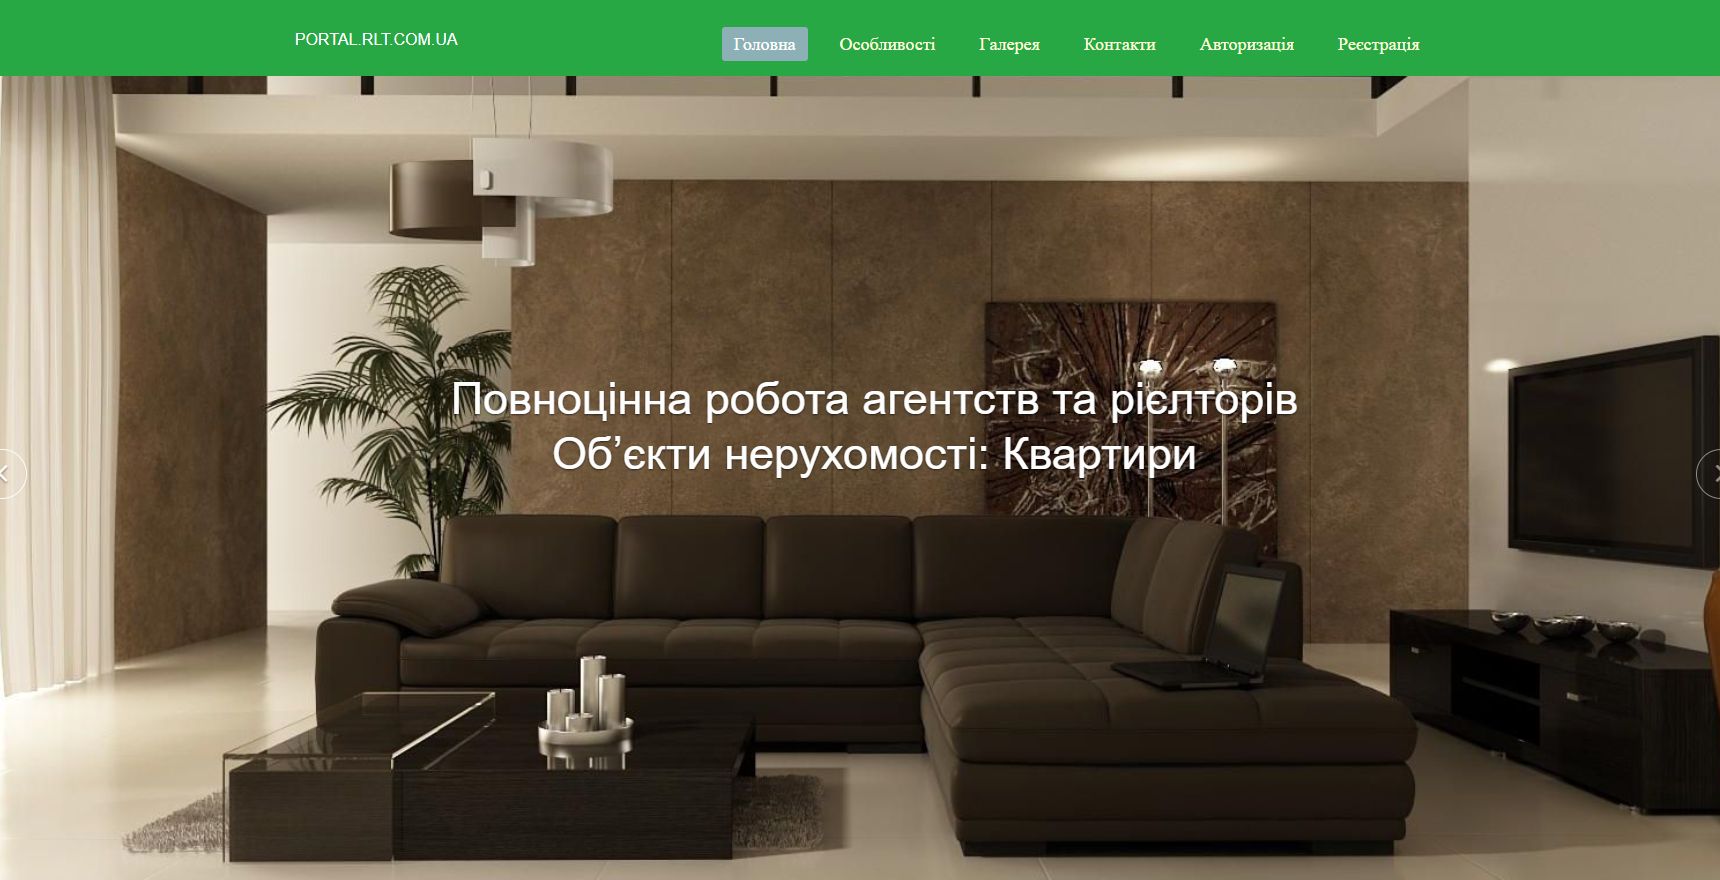 PORTAL.RLT.COM.UA
Головна Особливості Галерея Контакти Авторизація Реєстрація
Повноцінна робота агентств та рієлторів
Об’єкти нерухомості: Квартири